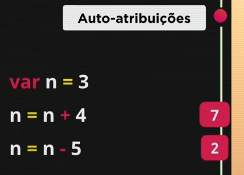 Auto-atribuições
var n = 3
n = n + 4 7
n = n - 5 2